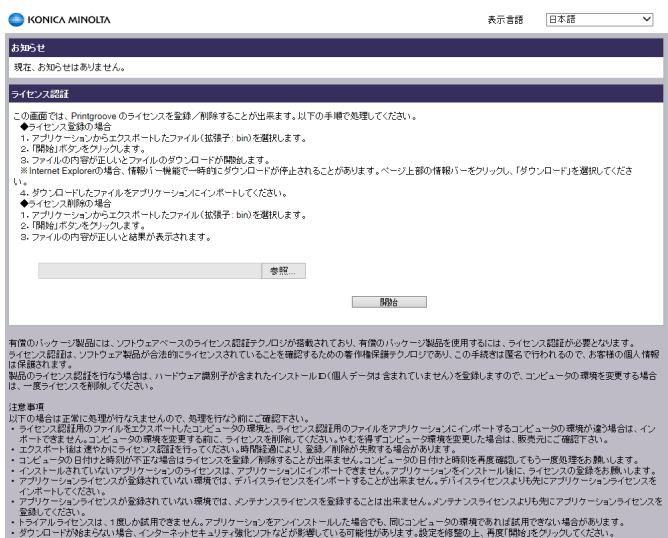 KONICA MINOLTA
表示言語 日本語
お知らせ
現在、お知らせはありません。
ライセンス認証
この画面では、Printgroove のライセンスを登録／削除することが出来ます。以下の手順で処理してください。
◆ライセンス登録の場合
1. アプリケーションからエクスポートしたファイル(拡張子: bin)を選択します。
2. 「開始」ボタンをクリックします。
3. ファイルの内容が正しいとファイルのダウンロードが開始します。
※Internet Explorerの場合、情報バー機能で一時的にダウンロードが停止されることがあります。ページ上部の情報バーをクリックし、「ダウンロード」を選択してくださ
い。
4. ダウンロードしたファイルをアプリケーションにインポートしてください。
◆ライセンス削除の場合
1. アプリケーションからエクスポートしたファイル(拡張子: bin)を選択します。
2. 「開始」ボタンをクリックします。
3. ファイルの内容が正しいと結果が表示されます。
参照...
開始
有償のパッケージ製品には、ソフトウェアベースのライセンス認証テクノロジが搭載されており、有償のパッケージ製品を使用するには、ライセンス認証が必要となります。
ライセンス認証は、ソフトウェア製品が合法的にライセンスされていることを確認するための著作権保護テクノロジであり、この手続きは匿名で行われるので、お客様の個人情報
は保護されます。
製品のライセンス認証を行なう場合は、ハードウェア識別子が含まれたインストールID(個人データは含まれていません)を登録しますので、コンピュータの環境を変更する場合
は、一度ライセンスを削除してください。
注意事項
以下の場合は正常に処理が行なえませんので、処理を行なう前にご確認下さい。
・ライセンス認証用のファイルをエクスポートしたコンピュータの環境と、ライセンス認証用のファイルをアプリケーションにインポートするコンピュータの環境が違う場合は、イン
ポートできません。コンピュータの環境を変更する前に、ライセンスを削除してください。やむを得ずコンピュータ環境を変更した場合は、販売元にご確認下さい。
・エクスポート後は速やかにライセンス認証を行ってください。時間経過により、登録／削除が失敗する場合があります。
・コンピュータの日付けと時刻が不正な場合はライセンスを登録／削除することが出来ません。コンピュータの日付けと時刻を再度確認してもう一度処理をお願いします。
・インストールされていないアプリケーションのライセンスは、アプリケーションにインポートできません。アプリケーションをインストール後に、ライセンスの登録をお願します。
・アプリケーションライセンスが登録されていない環境では、デバイスライセンスをインポートすることが出来ません。デバイスライセンスよりも先にアプリケーションライセンスを
インポートしてください。
・アプリケーションライセンスが登録されていない環境では、メンテナンスライセンスを登録することは出来ません。メンテナンスライセンスよりも先にアプリケーションライセンスを
登録してください。
・トライアルライセンスは、1度しか試用できません。アプリケーションをアンインストールした場合でも、同じコンピュータの環境であれば試用できない場合があります。
・ダウンロードが始まらない場合、インターネットセキュリティ強化ソフトなどが影響している可能性があります。設定を修整の上、再度「開始」をクリックしてください。